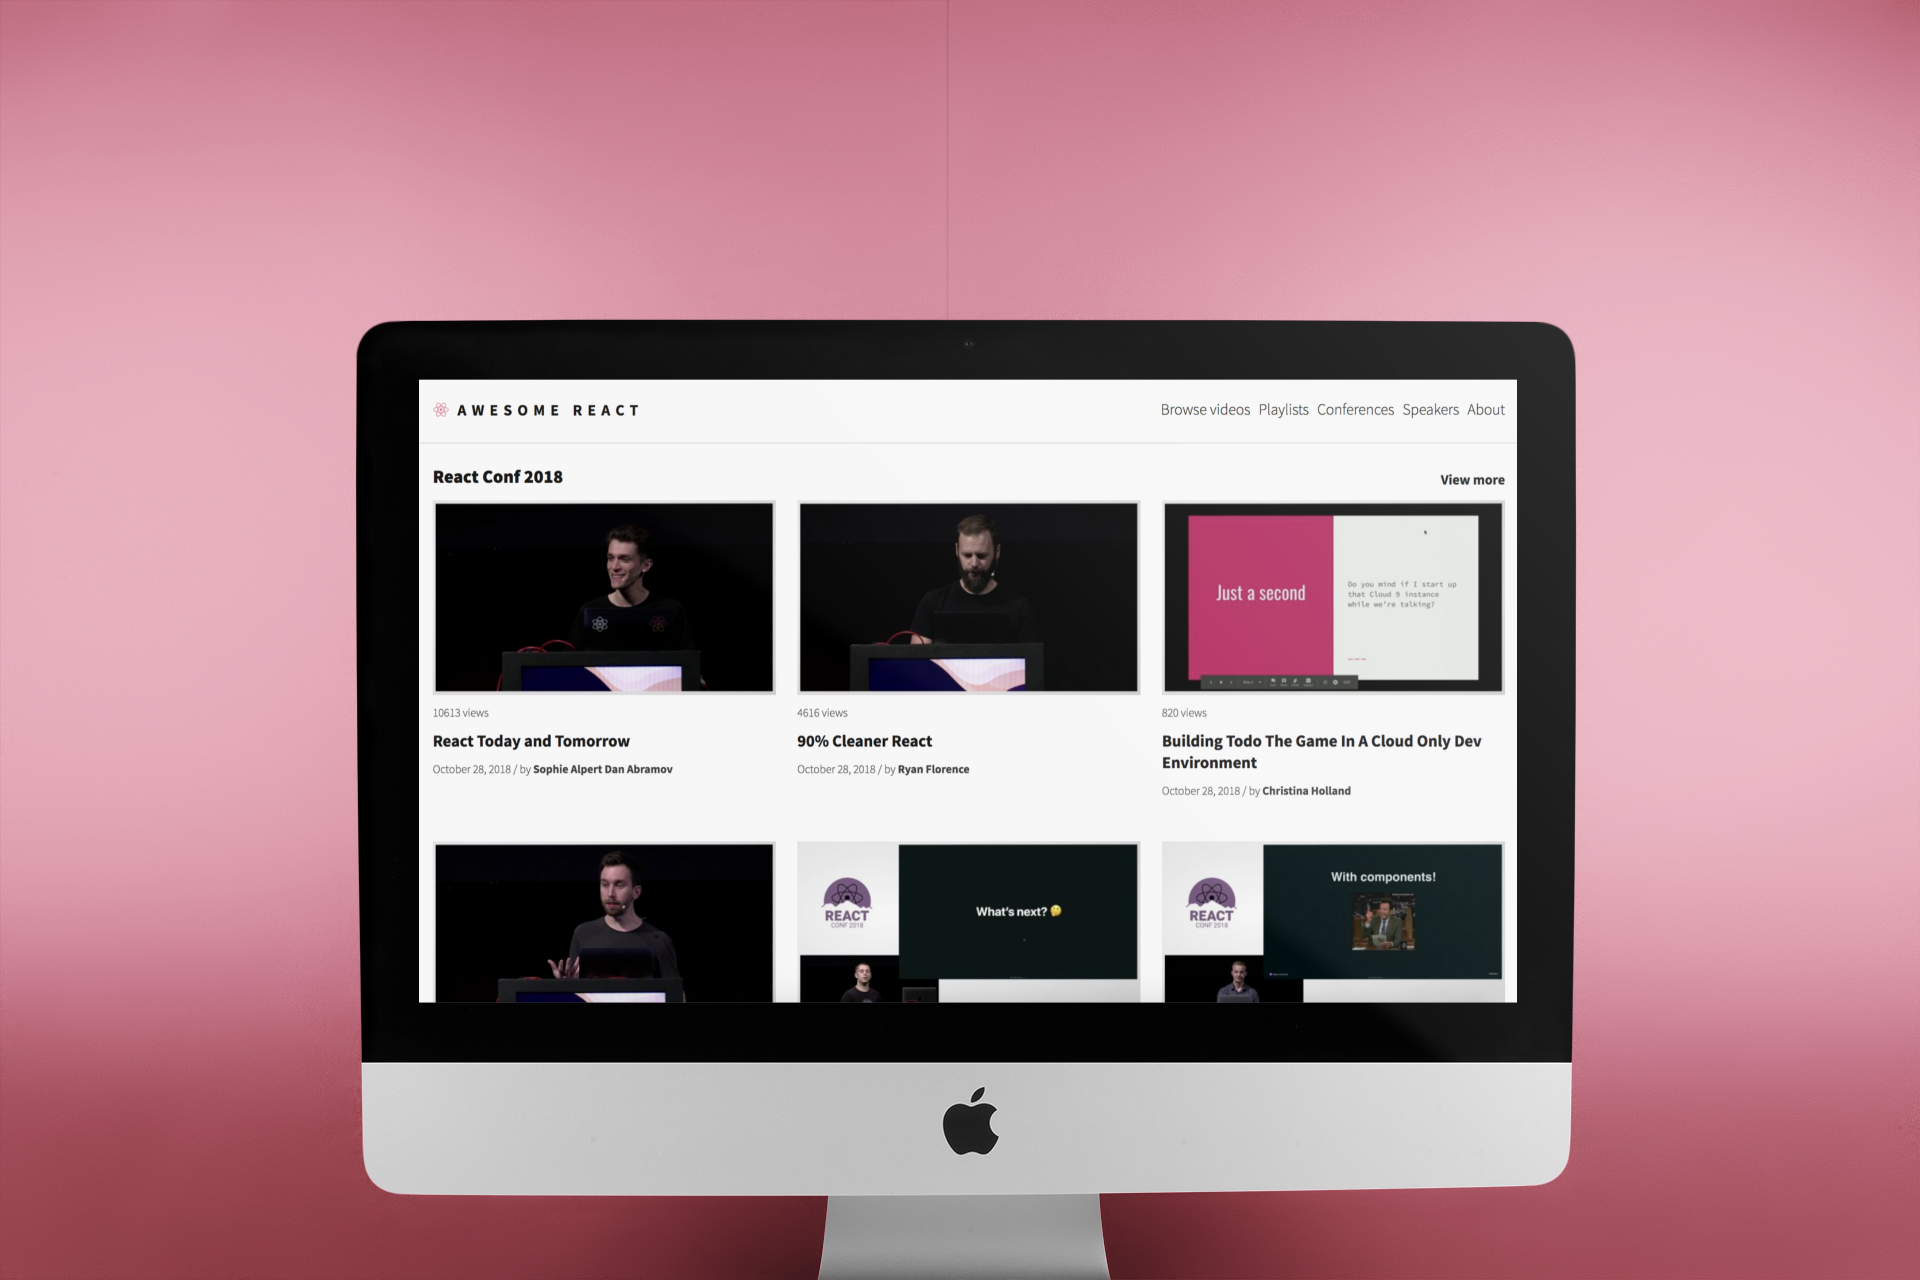 AWESOME REACT
Browse videos Playlists Conferences Speakers About
React Conf 2018
View more
Just a second
Do you mind if I start up
that Cloud 9 instance
while we're talking?
10613 views
4616 views
820 views
React Today and Tomorrow
90% Cleaner React
Building Todo The Game In A Cloud Only Dev
Environment
October 28, 2018 / by Sophie Alpert Dan Abramov
October 28, 2018 / by Ryan Florence
October 28, 2018 / by Christina Holland
REACT
CONF 2018
What's next? 🤔
REACT
CONF 2018
With components!